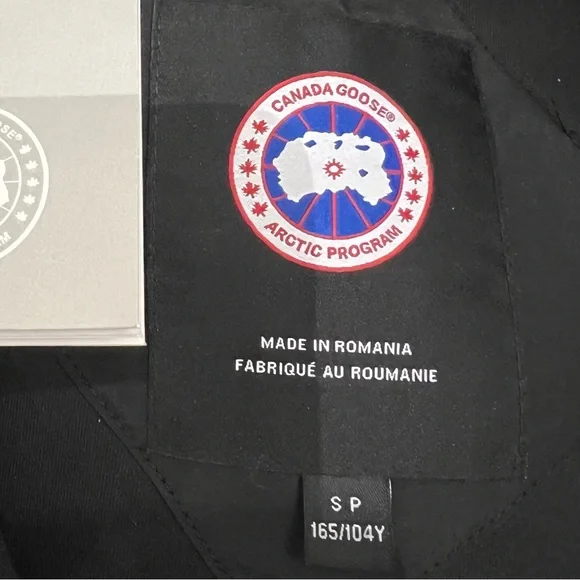 CANADA GOOSE®
ARCTIC PROGRAM
MADE IN ROMANIA
FABRIQUÉ AU ROUMANIE
S P
165/104Y